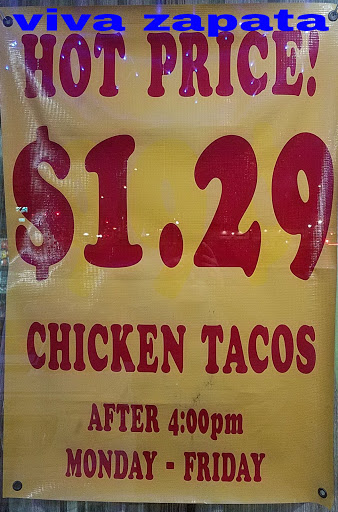 viva zapata
HOT PRICE!
$1.29
CHICKEN TACOS
AFTER 4:00pm
MONDAY - FRIDAY